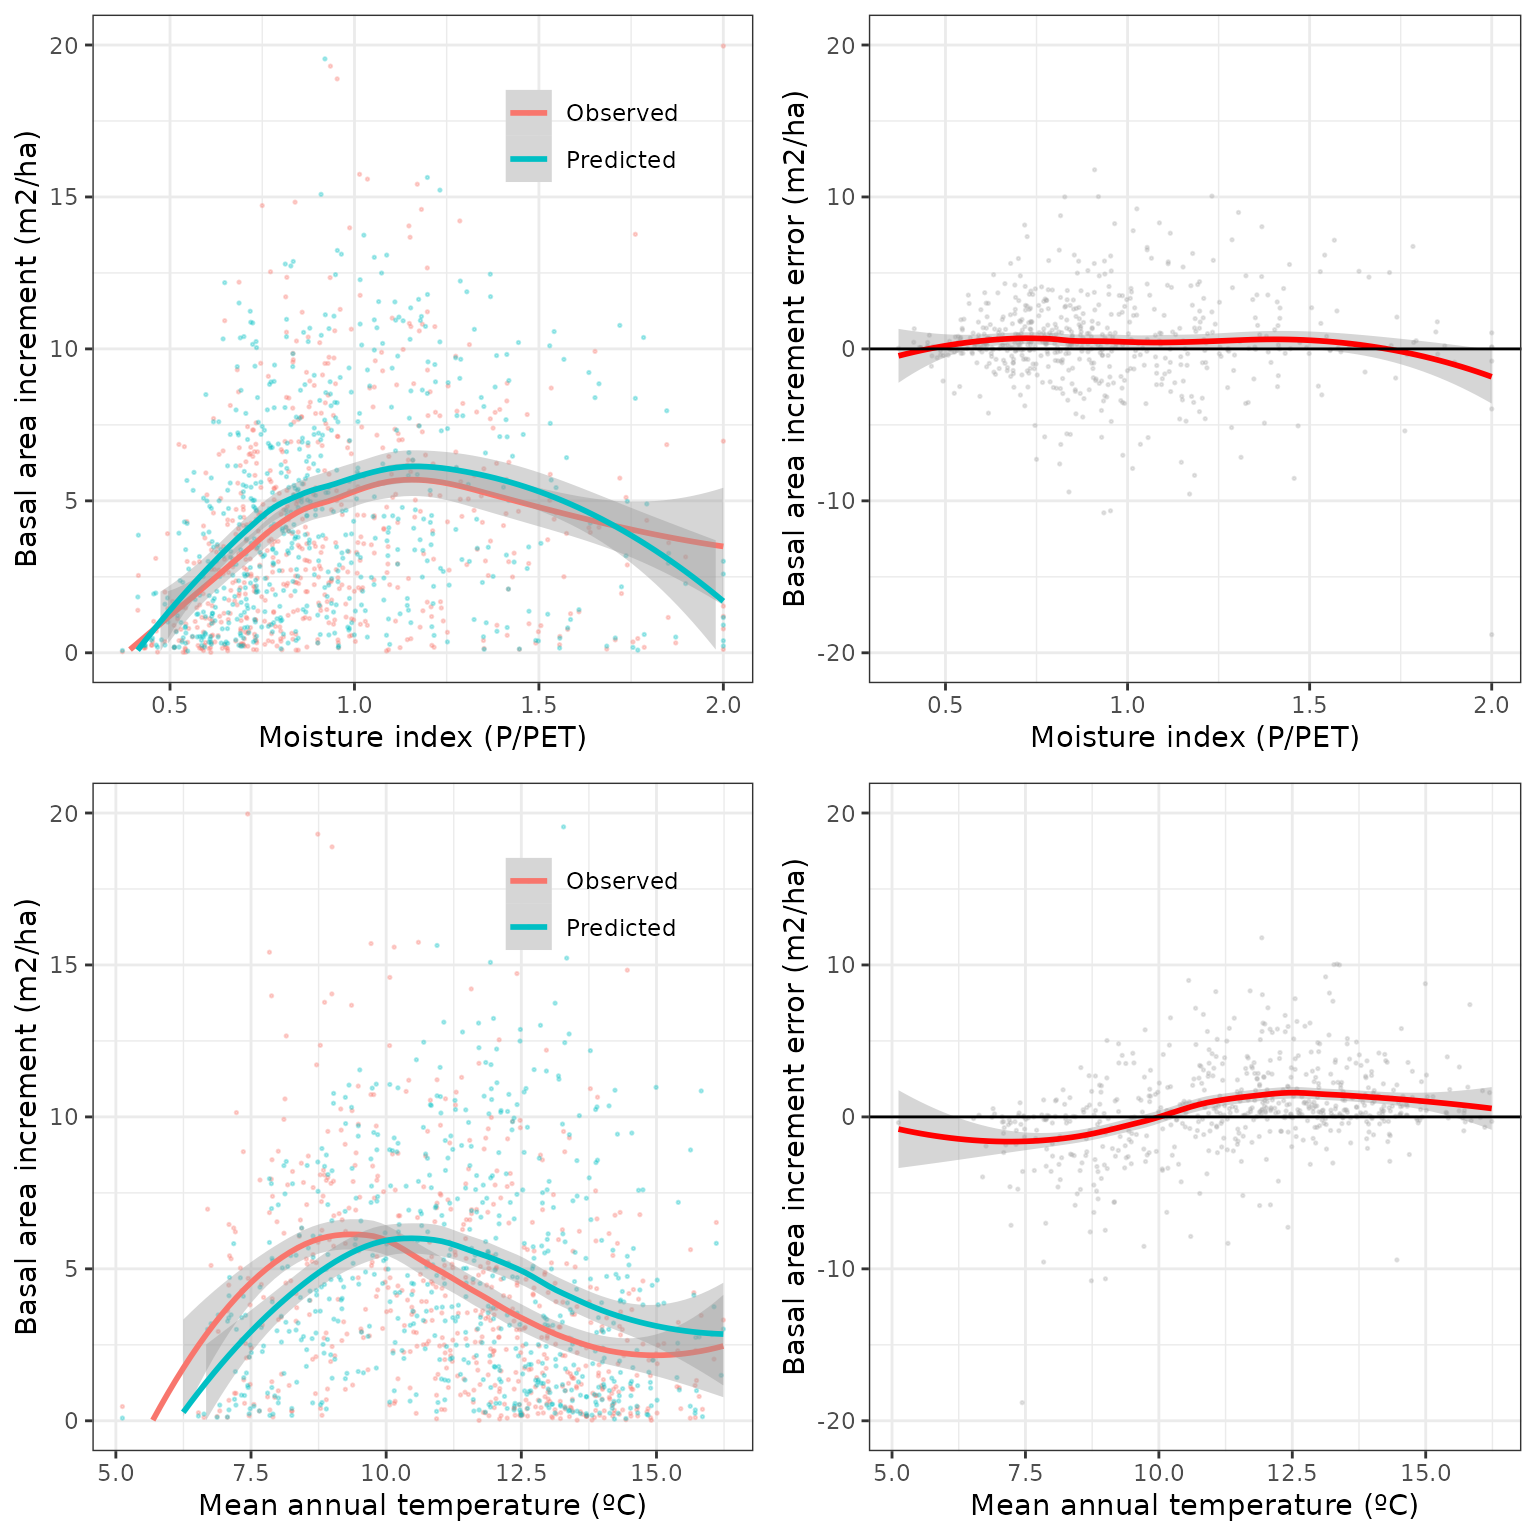 Basal area increment (m2/ha)
20
15
10
5
0
Observed
Predicted
0.5 1.0 1.5 2.0
Moisture index (P/PET)
Basal area increment error (m2/ha)
20
10
0
-10
-20
0.5 1.0 1.5 2.0
Moisture index (P/PET)
Basal area increment (m2/ha)
20
15
10
5
0
Observed
Predicted
5.0 7.5 10.0 12.5 15.0
Mean annual temperature (ºC)
Basal area increment error (m2/ha)
20
10
0
-10
-20
5.0 7.5 10.0 12.5 15.0
Mean annual temperature (ºC)